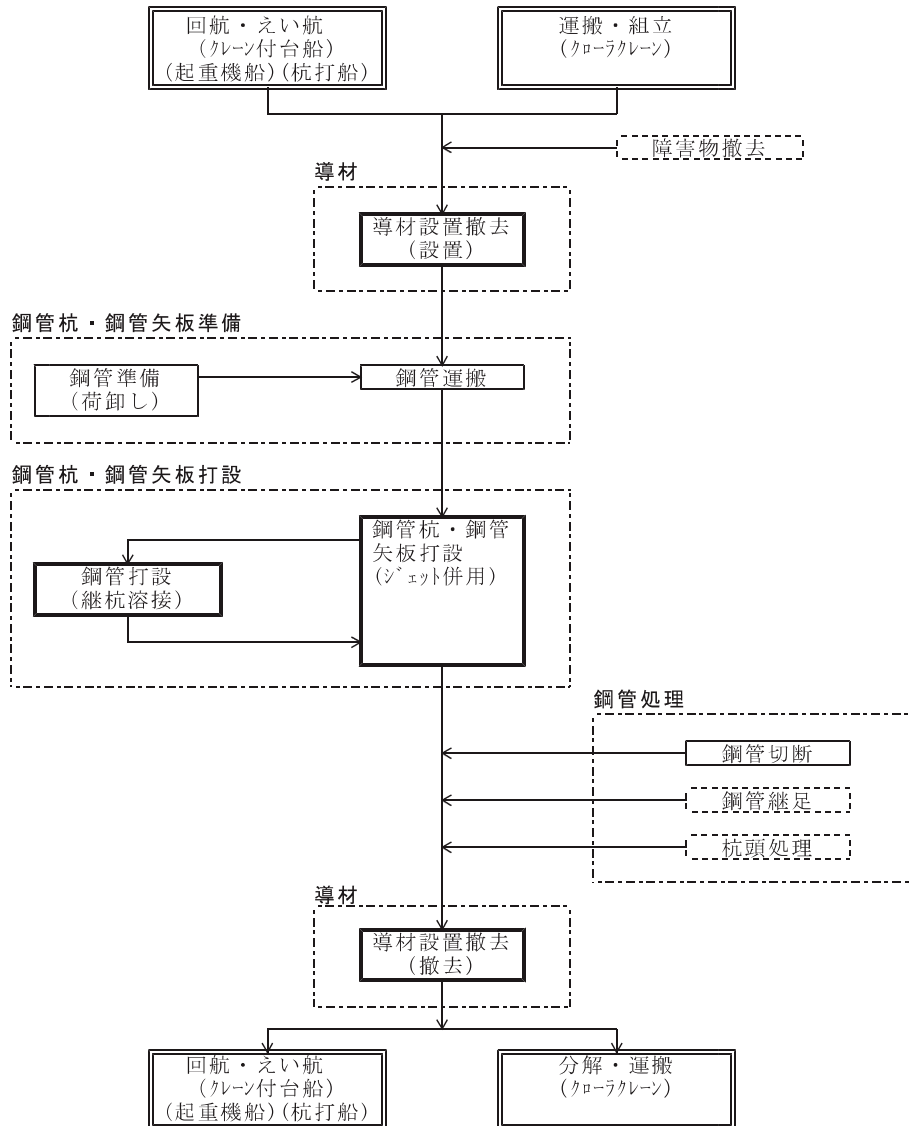 回航・えい航
(ｸﾚｰﾝ付台船)
(起重機船)(杭打船)
運搬・組立
(ｸﾛｰﾗｸﾚｰﾝ)
障害物撤去
導材
導材設置撤去
(設置)
鋼管杭・鋼管矢板準備
鋼管準備
(荷卸し)
鋼管運搬
鋼管杭・鋼管矢板打設
鋼管杭・鋼管
矢板打設
(ｼﾞｪｯﾄ併用)
鋼管打設
(継杭溶接)
鋼管処理
鋼管切断
鋼管継足
杭頭処理
導材
導材設置撤去
(撤去)
回航・えい航
(ｸﾚｰﾝ付台船)
(起重機船)(杭打船)
分解・運搬
(ｸﾛｰﾗｸﾚｰﾝ)